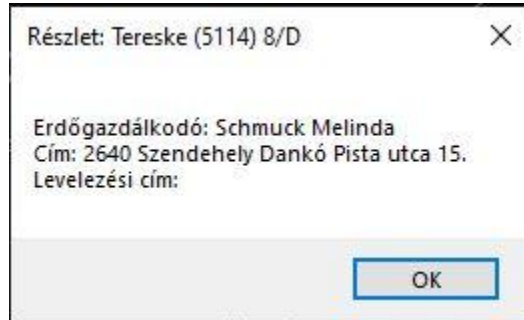 Részlet: Tereske (5114) 8/D
Erdőgazdálkodó: Schmuck Melinda
Cím: 2640 Szendehely Dankó Pista utca 15.
Levelezési cím:
OK